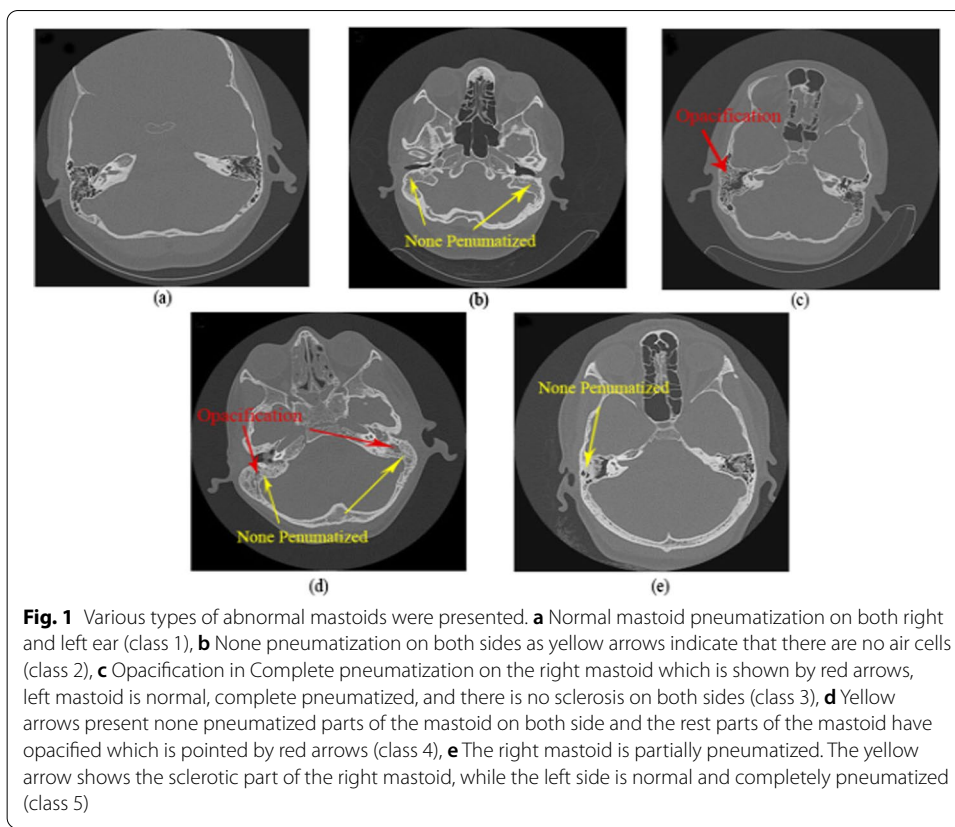 Opacification
None Penumatized
(a)
(b)
(c)
Opacification
None Penumatized
None Penumatized
(d)
(e)
Fig. 1 Various types of abnormal mastoids were presented. a Normal mastoid pneumatization on both right
and left ear (class 1), b None pneumatization on both sides as yellow arrows indicate that there are no air cells
(class 2), c Opacification in Complete pneumatization on the right mastoid which is shown by red arrows,
left mastoid is normal, complete pneumatized, and there is no sclerosis on both sides (class 3), d Yellow
arrows present none pneumatized parts of the mastoid on both side and the rest parts of the mastoid have
opacified which is pointed by red arrows (class 4), e The right mastoid is partially pneumatized. The yellow
arrow shows the sclerotic part of the right mastoid, while the left side is normal and completely pneumatized
(class 5)